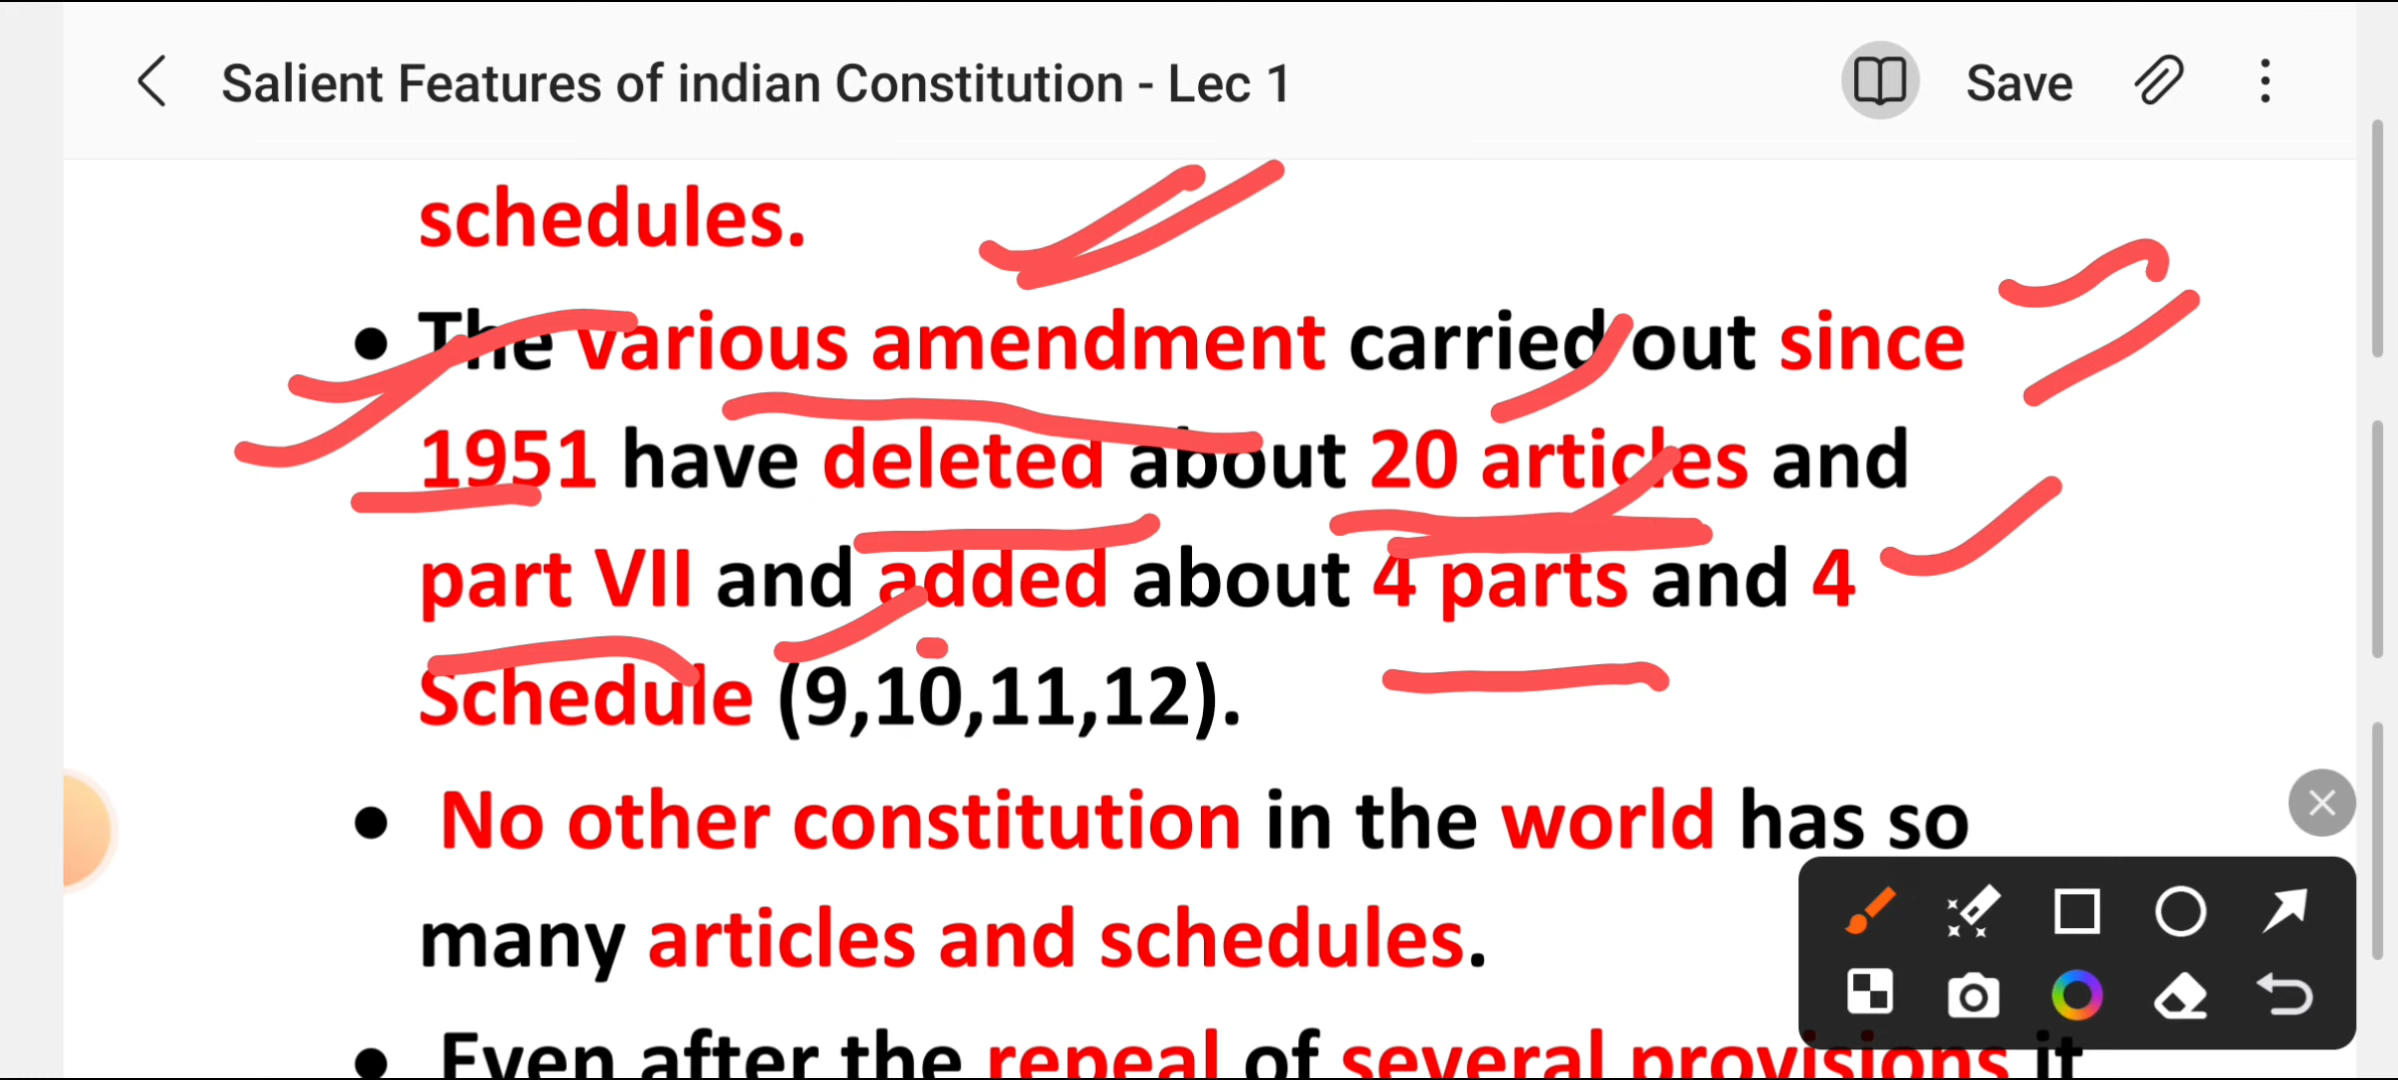 Salient Features of indian Constitution - Lec 1
Save
schedules.
• The various amendment carried out since
1951 have deleted about 20 articles and
part VII and added about 4 parts and 4
Schedule (9,10,11,12).
• No other constitution in the world has so
many articles and schedules.
• Even after the repeal of several provisions it